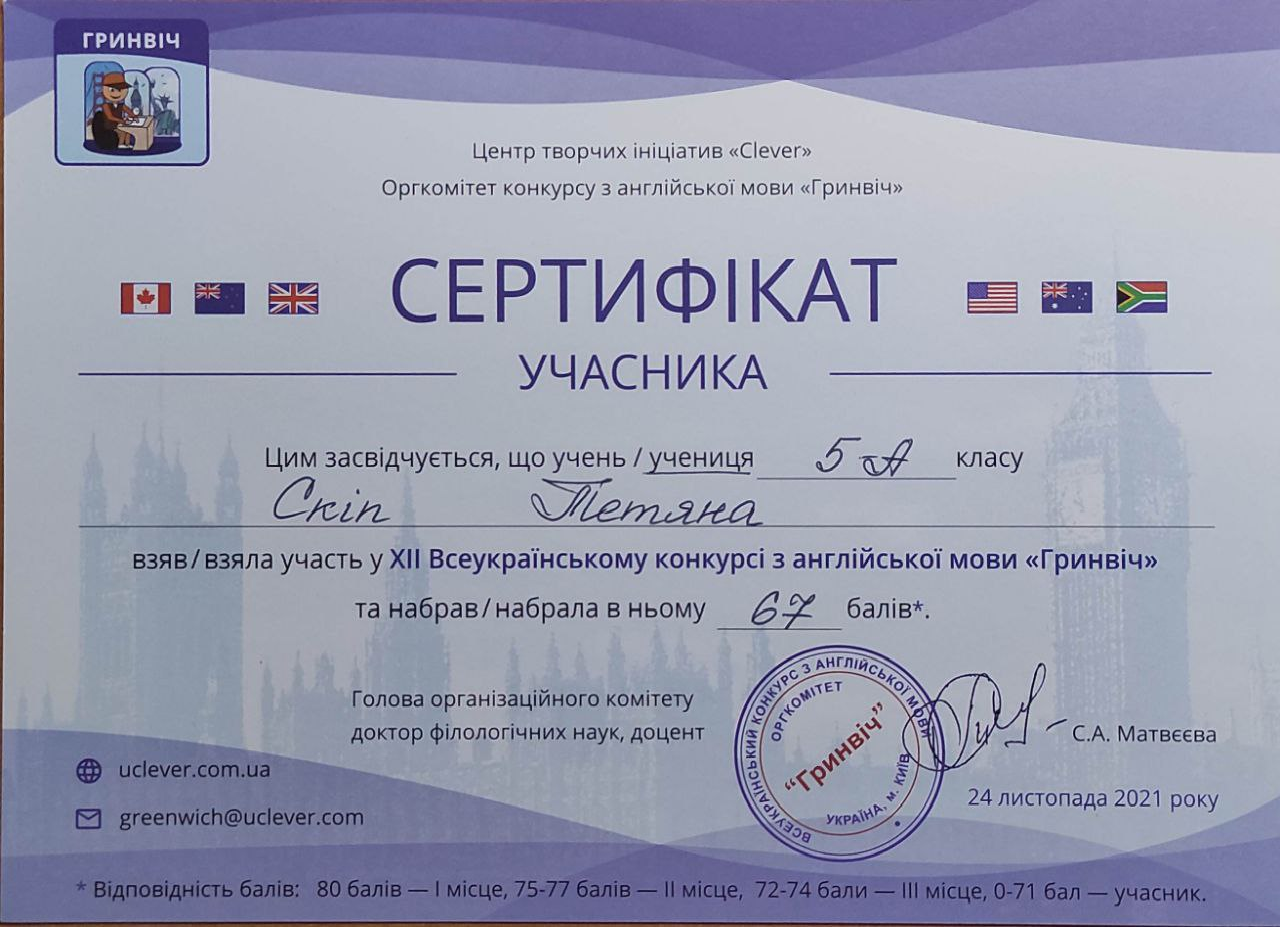 ГРИНВІЧ
Центр творчих ініціатив «Clever»
Оргкомітет конкурсу з англійської мови «Гринвіч»
СЕРТИФІКАТ
УЧАСНИКА
Цим засвідчується, що учень / учениця 5-А класу
Скіп Тетяна
взяв/взяла участь у XII Всеукраїнському конкурсі з англійської мови «Гринвіч»
та набрав/набрала в ньому 67 балів*.
Голова організаційного комітету
доктор філологічних наук, доцент
С.А. Матвєєва
ВСЕУКРАЇНСЬКИЙ КОНКУРС З АНГЛІЙСЬКОЇ МОВИ
ОРГКОМІТЕТ
"Гринвіч"
УКРАЇНА, м. КИЇВ
24 листопада 2021 року
uclever.com.ua
greenwich@uclever.com
* Відповідність балів: 80 балів — I місце, 75-77 балів — II місце, 72-74 бали — III місце, 0-71 бал — учасник.